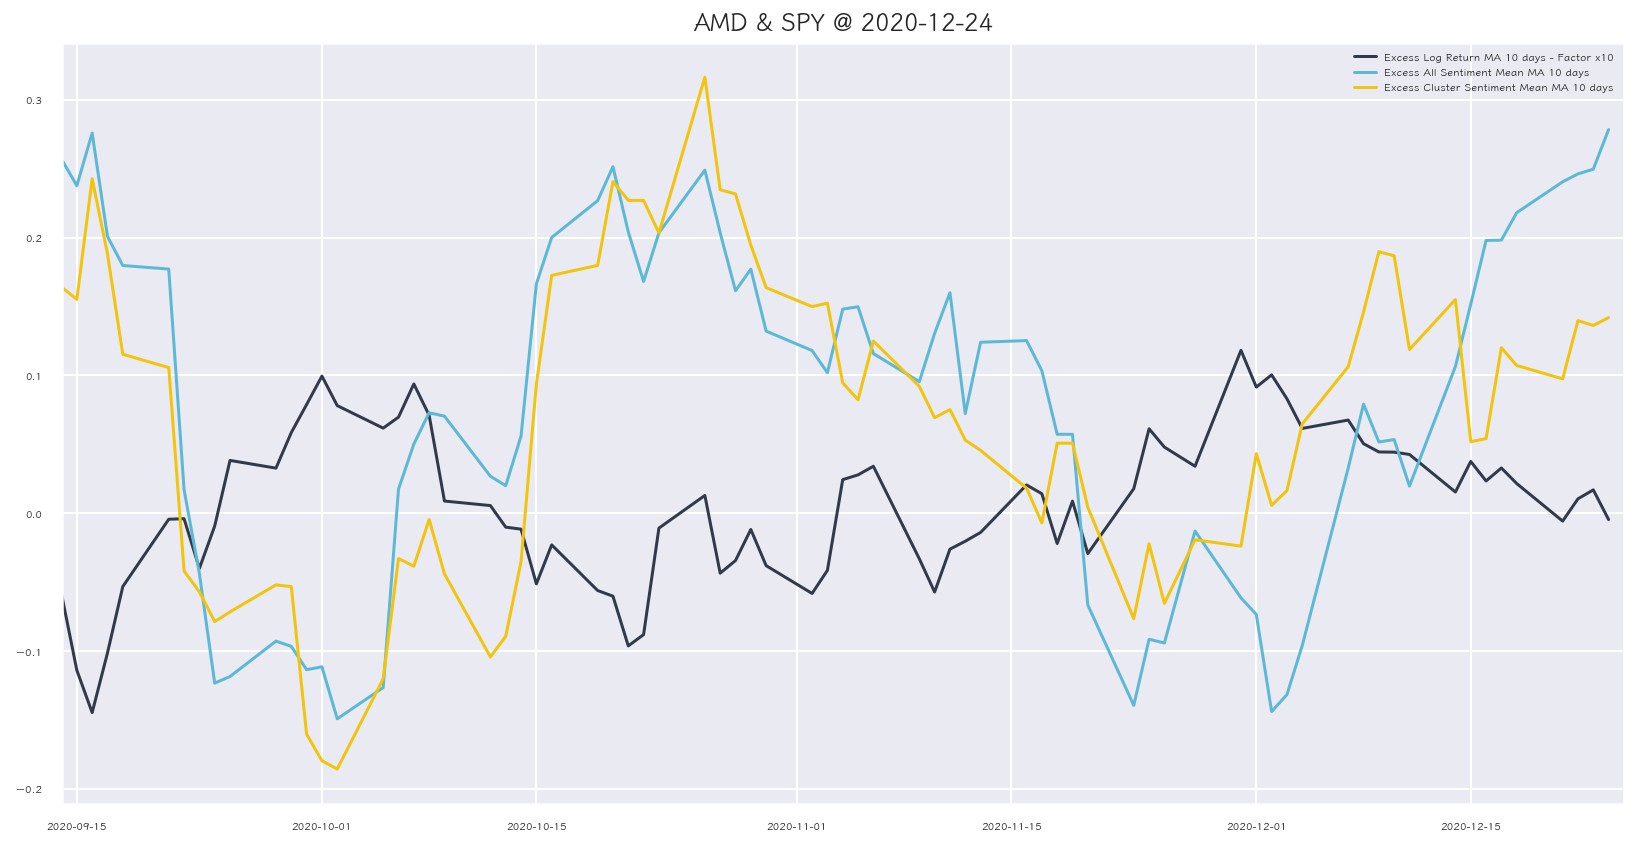 AMD & SPY @ 2020-12-24
Excess Log Return MA 10 days - Factor x10
Excess All Sentiment Mean MA 10 days
Excess Cluster Sentiment Mean MA 10 days
0.3
0.2
0.1
0.0
−0.1
−0.2
2020-09-15 2020-10-01 2020-10-15 2020-11-01 2020-11-15 2020-12-01 2020-12-15